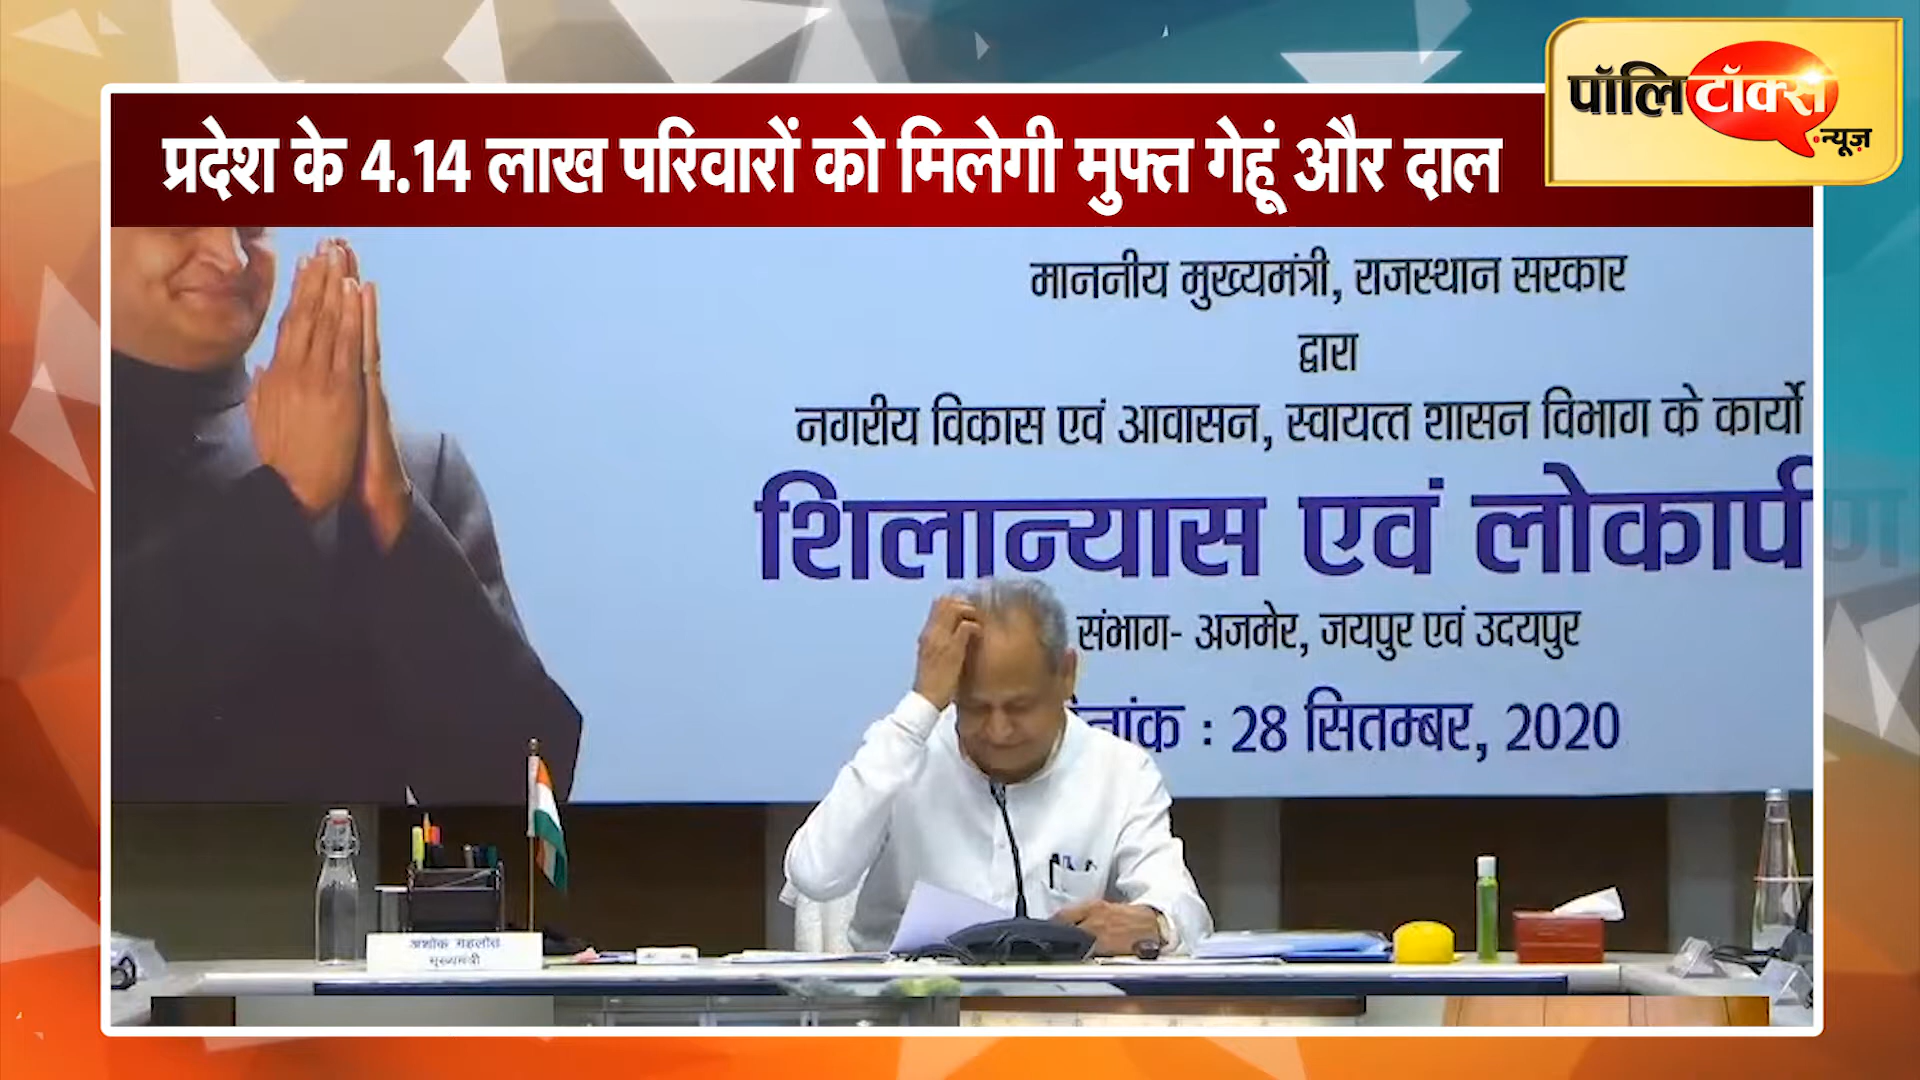 पॉलिटॉक्स
न्यूज़
प्रदेश के 4.14 लाख परिवारों को मिलेगी मुफ्त गेहूं और दाल
माननीय मुख्यमंत्री, राजस्थान सरकार
द्वारा
नगरीय विकास एवं आवासन, स्वायत्त शासन विभाग के कार्यो
शिलान्यास एवं लोकार्पण
संभाग- अजमेर, जयपुर एवं उदयपुर
नांक : 28 सितम्बर, 2020
अशोक गहलोत
मुख्यमंत्री